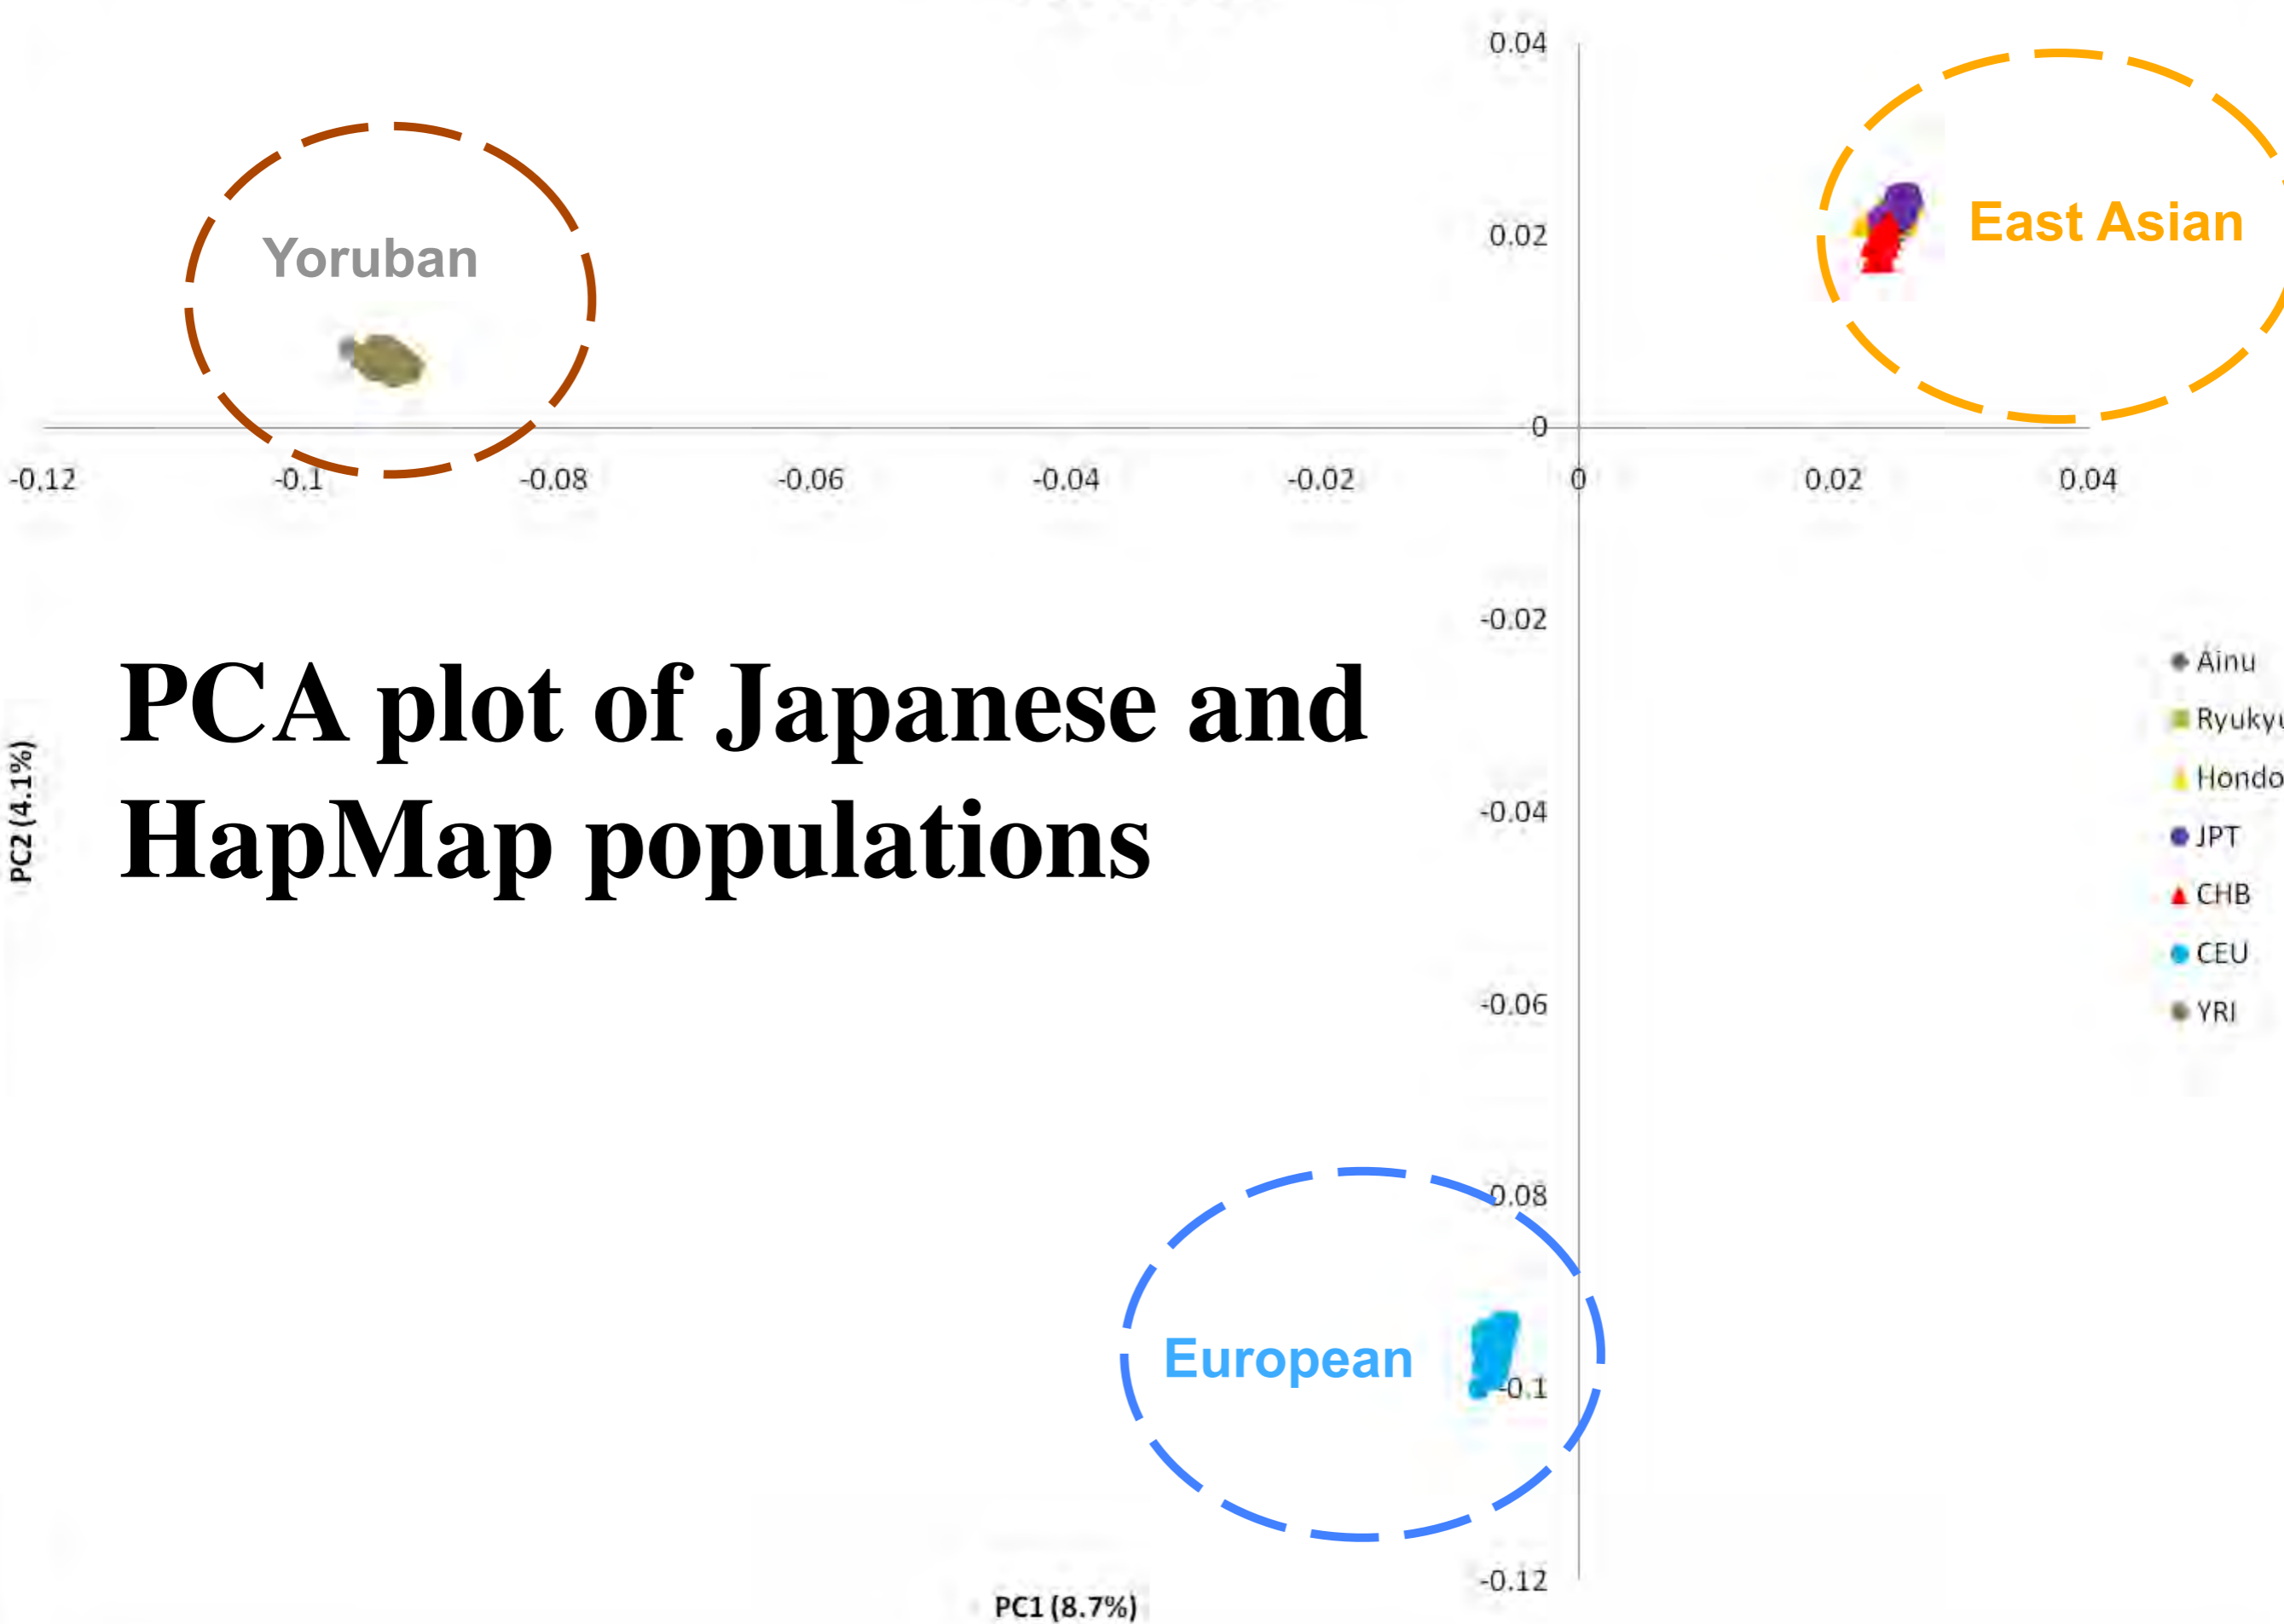 0.04
0.02
0
-0.12
-0.1
-0.08
-0.06
-0.04
-0.02
0
0.02
0.04
Yoruban
East Asian
-0.02
-0.04
-0.06
0.08
-0.1
-0.12
PCA plot of Japanese and
HapMap populations
PC2 (4.1%)
Ainu
Ryukyu
Hondo
JPT
CHB
CEU
YRI
European
PC1 (8.7%)